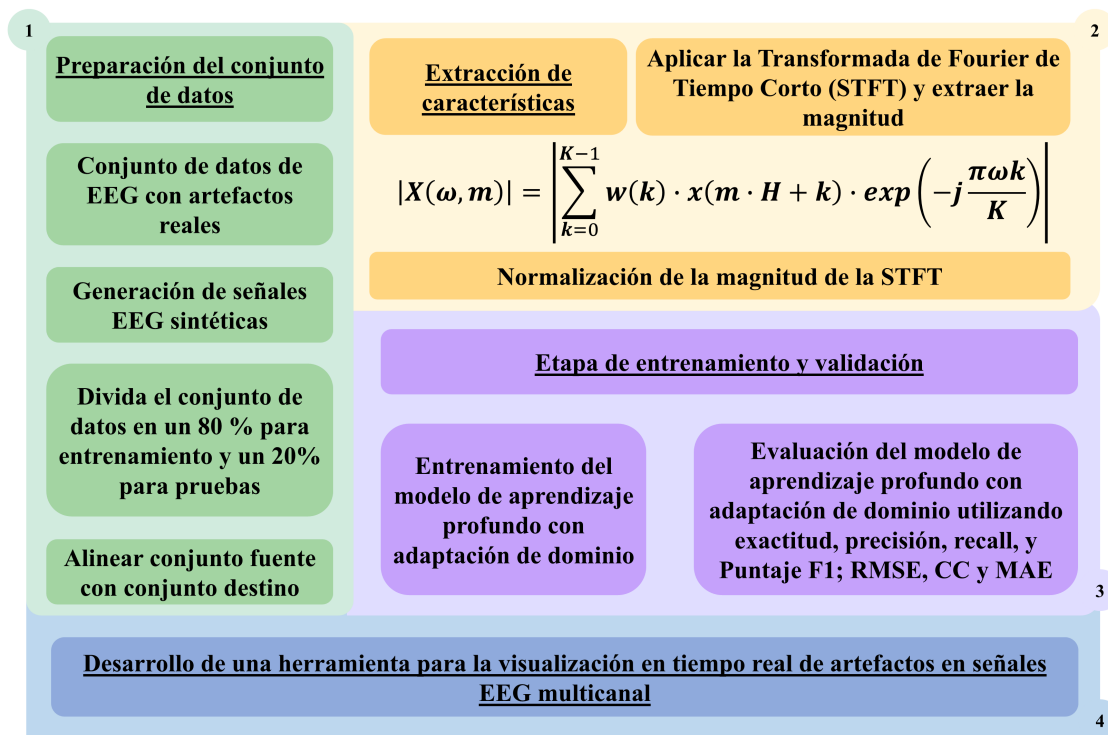 1
Preparación del conjunto
de datos
Conjunto de datos de
EEG con artefactos
reales
Generación de señales
EEG sintéticas
Divida el conjunto de
datos en un 80 % para
entrenamiento y un 20%
para pruebas
Alinear conjunto fuente
con conjunto destino
2
Extracción de
características
Aplicar la Transformada de Fourier de
Tiempo Corto (STFT) y extraer la
magnitud
|X(ω, m)| = |∑_{k=0}^{K−1} w(k) · x(m · H + k) · exp(−j πωk/K)|
Normalización de la magnitud de la STFT
Etapa de entrenamiento y validación
Entrenamiento del
modelo de aprendizaje
profundo con
adaptación de dominio
Evaluación del modelo de
aprendizaje profundo con
adaptación de dominio utilizando
exactitud, precisión, recall, y
Puntaje F1; RMSE, CC y MAE
3
Desarrollo de una herramienta para la visualización en tiempo real de artefactos en señales
EEG multicanal
4